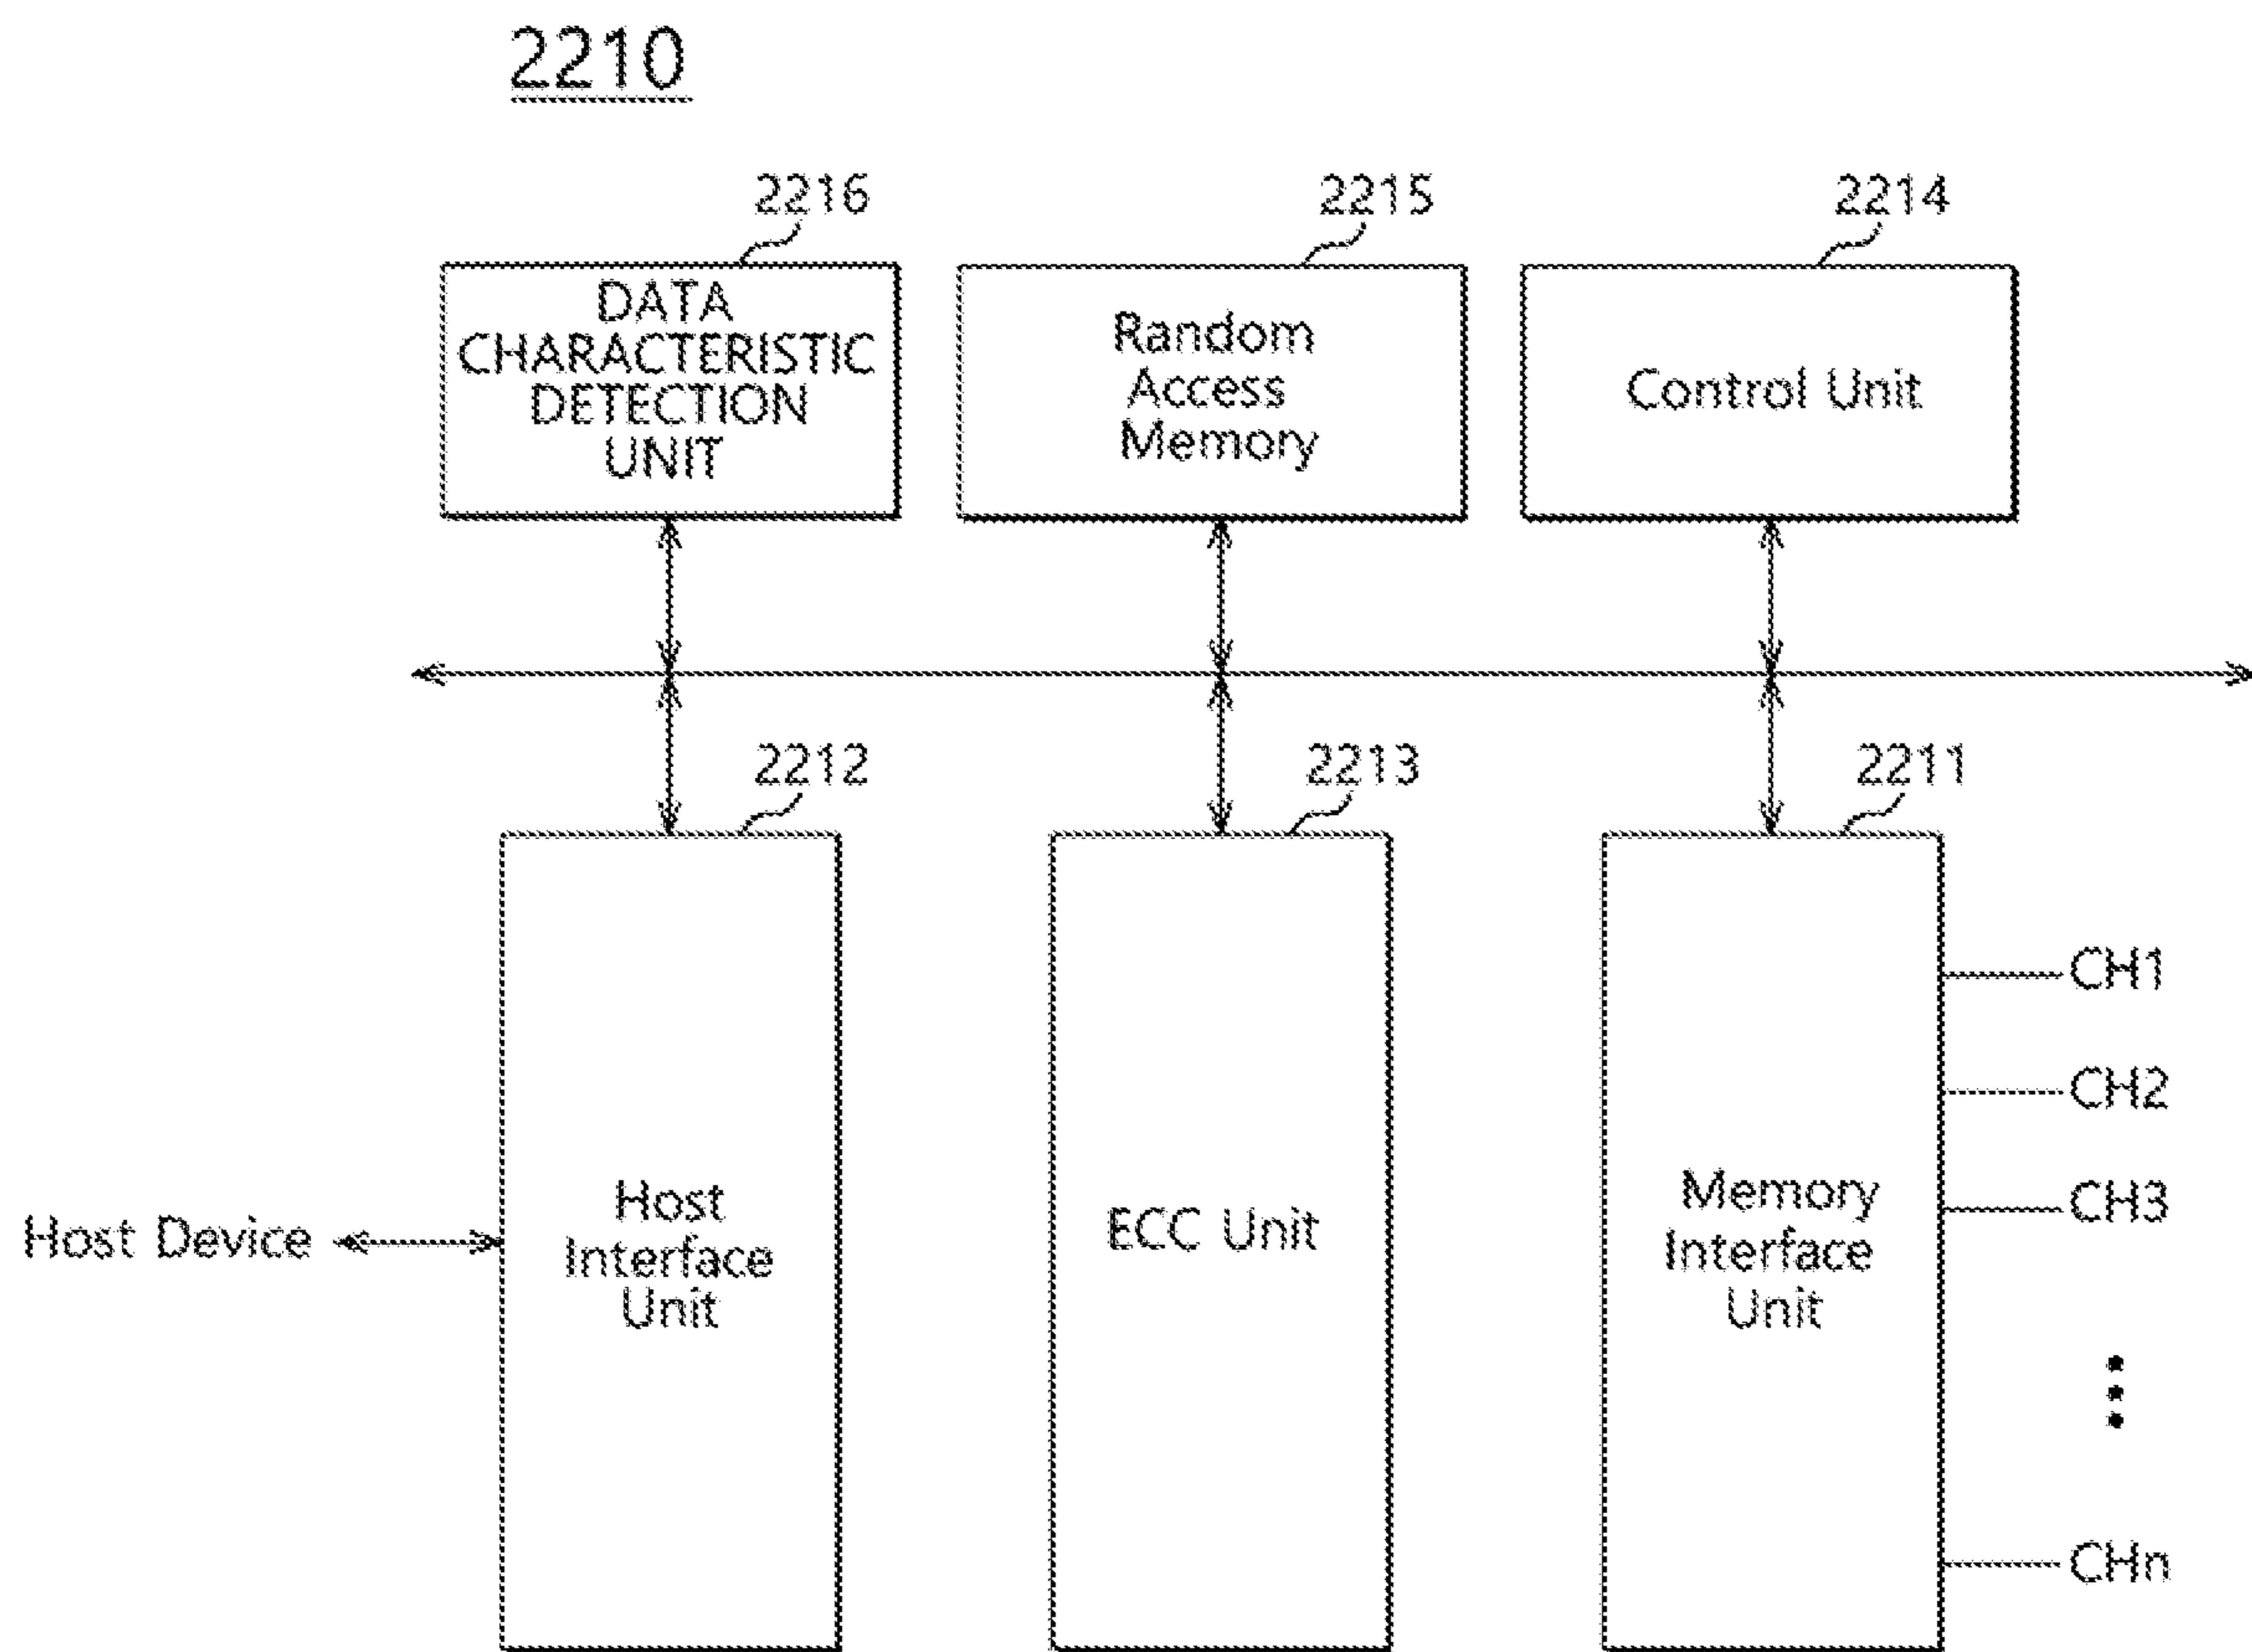 2210
2216
2215
2214
DATA
CHARACTERISTIC
DETECTION
UNIT
Random
Access
Memory
Control Unit
2212
2213
2211
Host
Interface
Unit
ECC Unit
Memory
Interface
Unit
Host Device
CH1
CH2
CH3
CHn